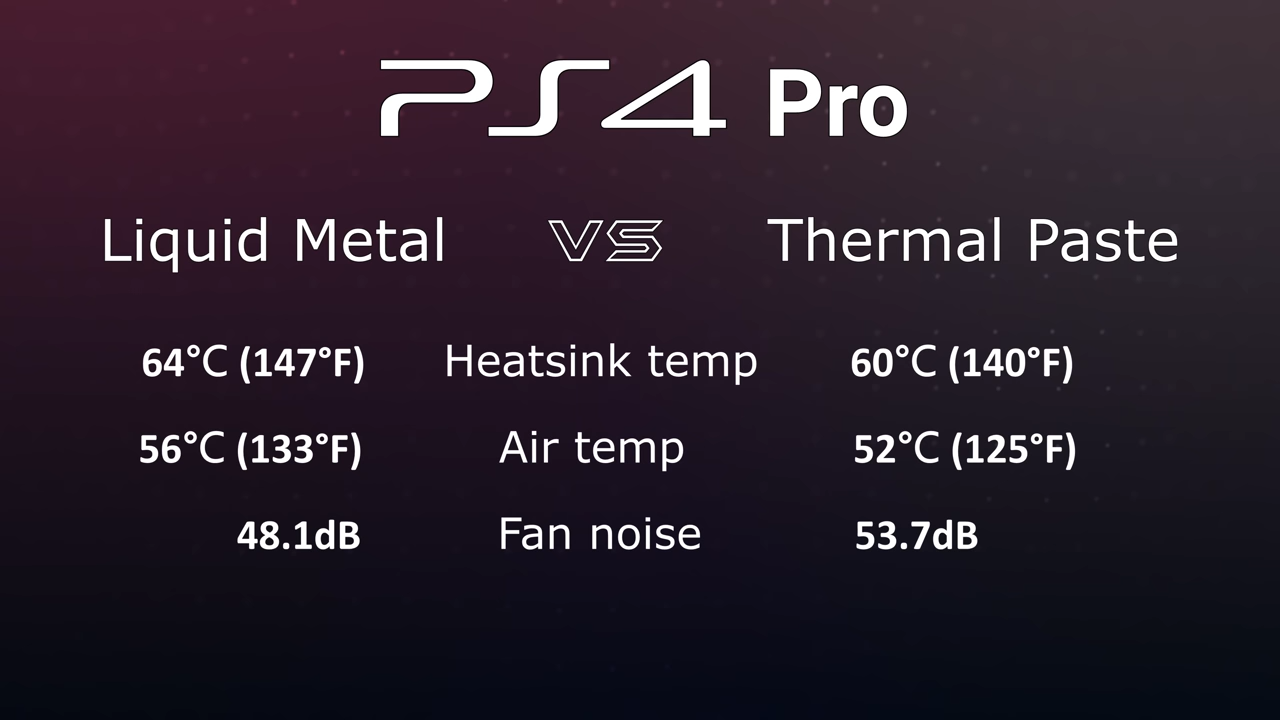 PS4 Pro
Liquid Metal VS Thermal Paste
64°C (147°F) Heatsink temp 60°C (140°F)
56°C (133°F) Air temp 52°C (125°F)
48.1dB Fan noise 53.7dB